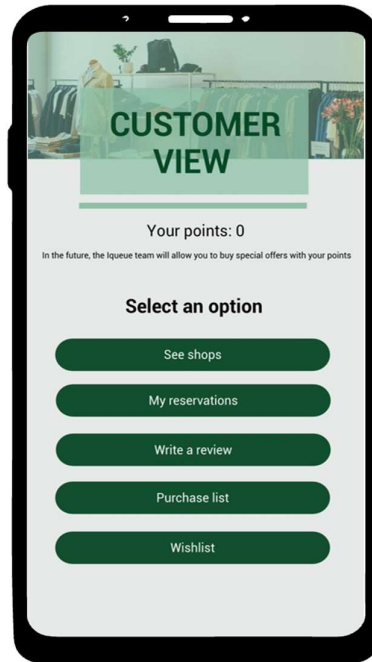 CUSTOMER
VIEW
Your points: 0
In the future, the Iqueue team will allow you to buy special offers with your points
Select an option
See shops
My reservations
Write a review
Purchase list
Wishlist